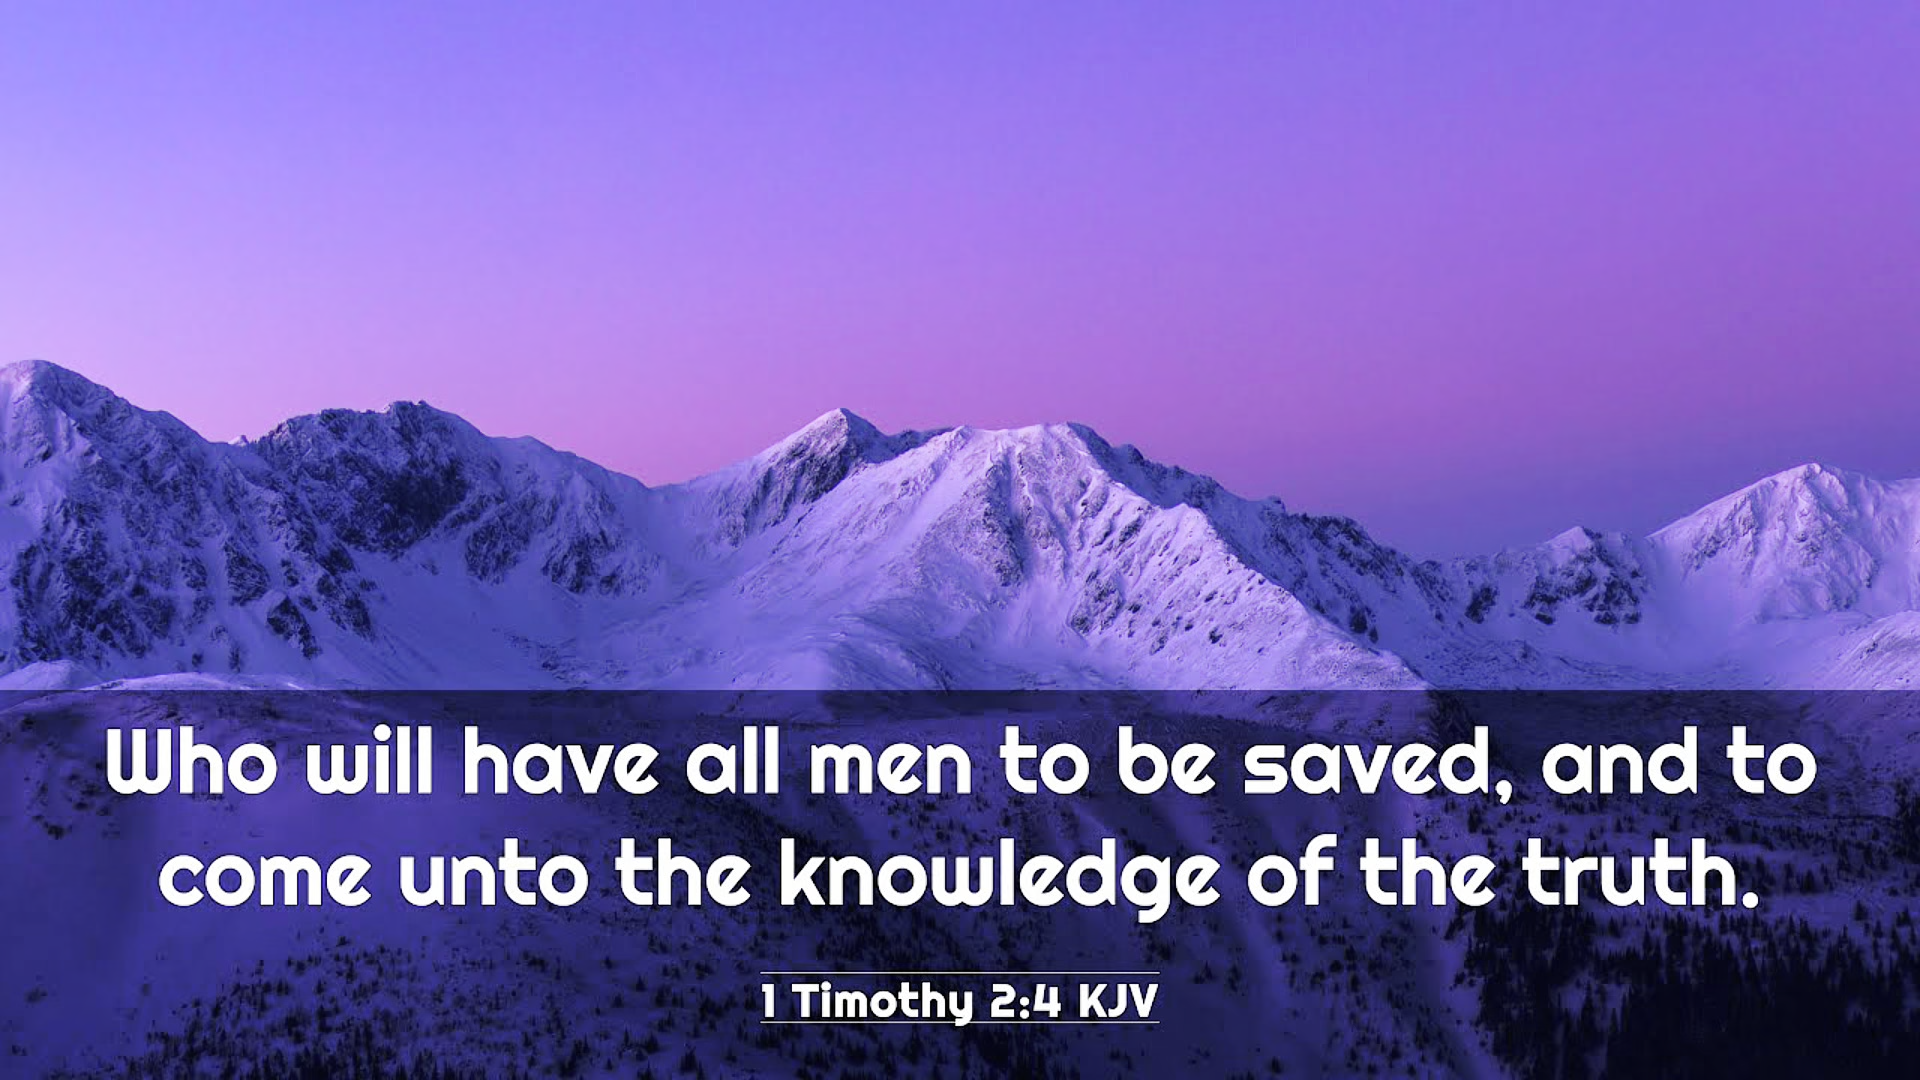 Who will have all men to be saved, and to
come unto the knowledge of the truth.
1 Timothy 2:4 KJV